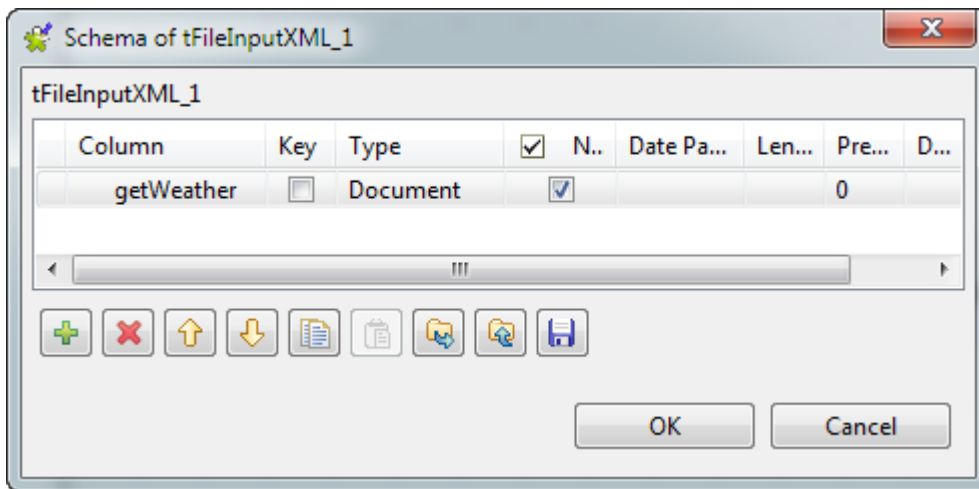 Schema of tFileInputXML_1
tFileInputXML_1
Column Key Type N.. Date Pa... Len... Pre... D...
getWeather Document 0
OK Cancel